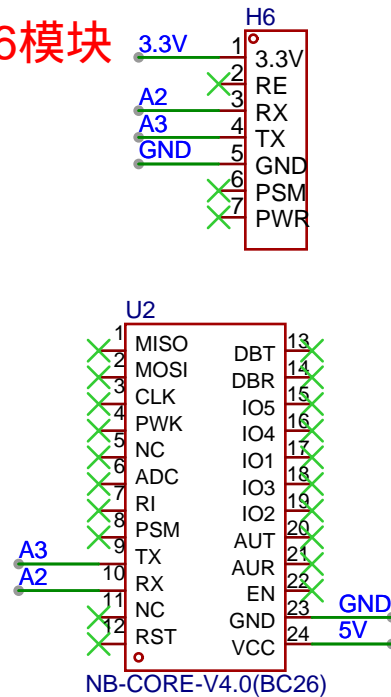 6模块
H6
3.3V 1 3.3V
2 RE
A2 3 RX
A3 4 TX
GND 5 GND
6 PSM
7 PWR
U2
1 MISO DBT 13
2 MOSI DBR 14
3 CLK IO5 15
4 PWK IO4 16
5 NC IO1 17
6 ADC IO3 18
7 RI IO2 19
8 PSM AUT 20
A3 9 TX AUR 21
A2 10 RX EN 22
11 NC GND 23 GND
12 RST VCC 24 5V
NB-CORE-V4.0(BC26)